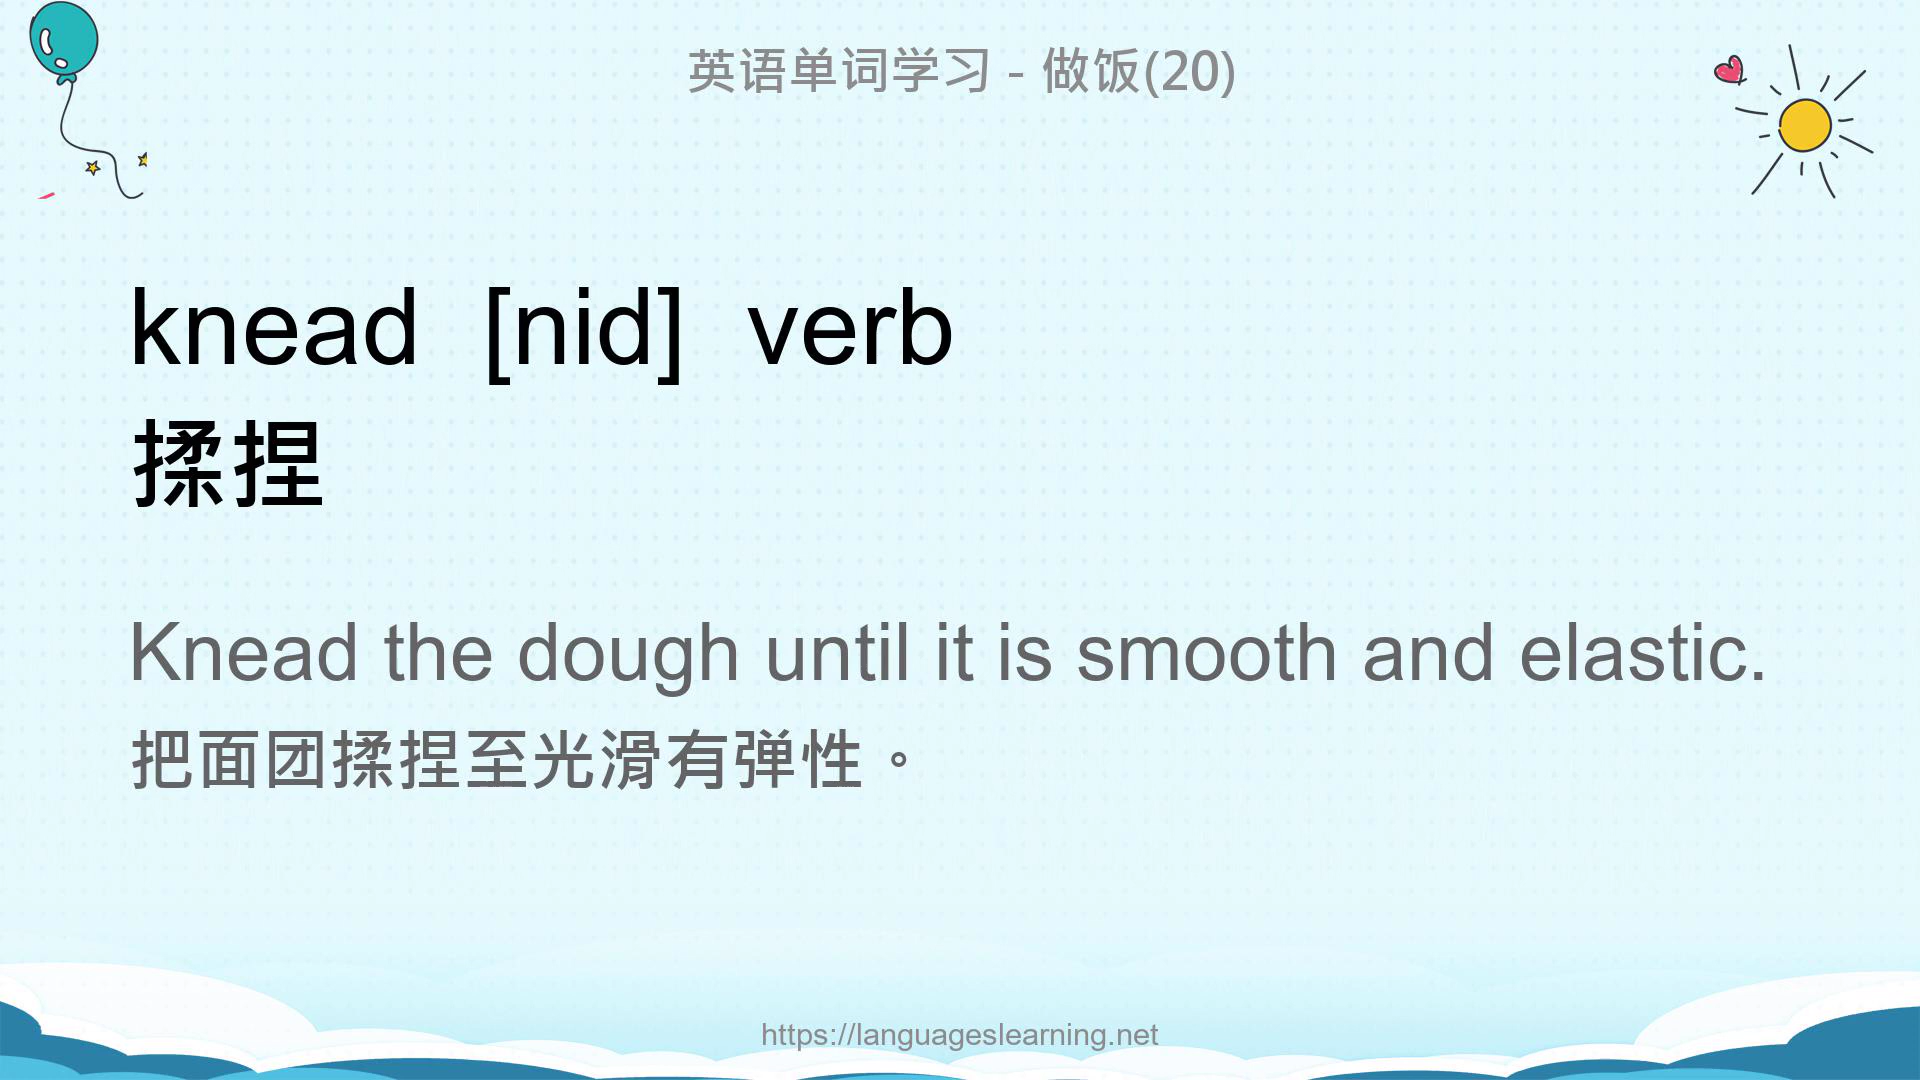 英语单词学习 - 做饭(20)
knead [nid] verb
揉捏
Knead the dough until it is smooth and elastic.
把面团揉捏至光滑有弹性。
https://languageslearning.net